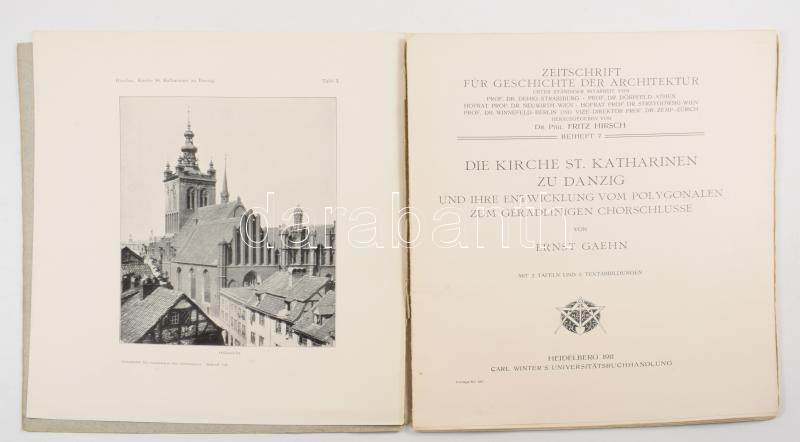 Gaehn, Kirche St. Katharinen zu Danzig.
Tafel I.
ZEITSCHRIFT
FÜR GESCHICHTE DER ARCHITEKTUR
UNTER STÄNDIGER MITARBEIT VON
PROF. DR. DEHIO-STRASSBURG · PROF. DR. DÖRPFELD-ATHEN
HOFRAT PROF. DR. NEUWIRTH-WIEN · HOFRAT PROF. DR. STRZYGOWSKI-WIEN
PROF. DR. WINNEFELD-BERLIN UND VIZE-DIREKTOR PROF. DR. ZEMP-ZÜRICH
HERAUSGEGEBEN VON
DR. PHIL. FRITZ HIRSCH
BEIHEFT 7
DIE KIRCHE ST. KATHARINEN
ZU DANZIG
UND IHRE ENTWICKLUNG VOM POLYGONALEN
ZUM GERADLINIGEN CHORSCHLUSSE
VON
ERNST GAEHN
MIT 2 TAFELN UND 4 TEXTABBILDUNGEN
HEIDELBERG 1911
CARL WINTER'S UNIVERSITÄTSBUCHHANDLUNG
darabanth